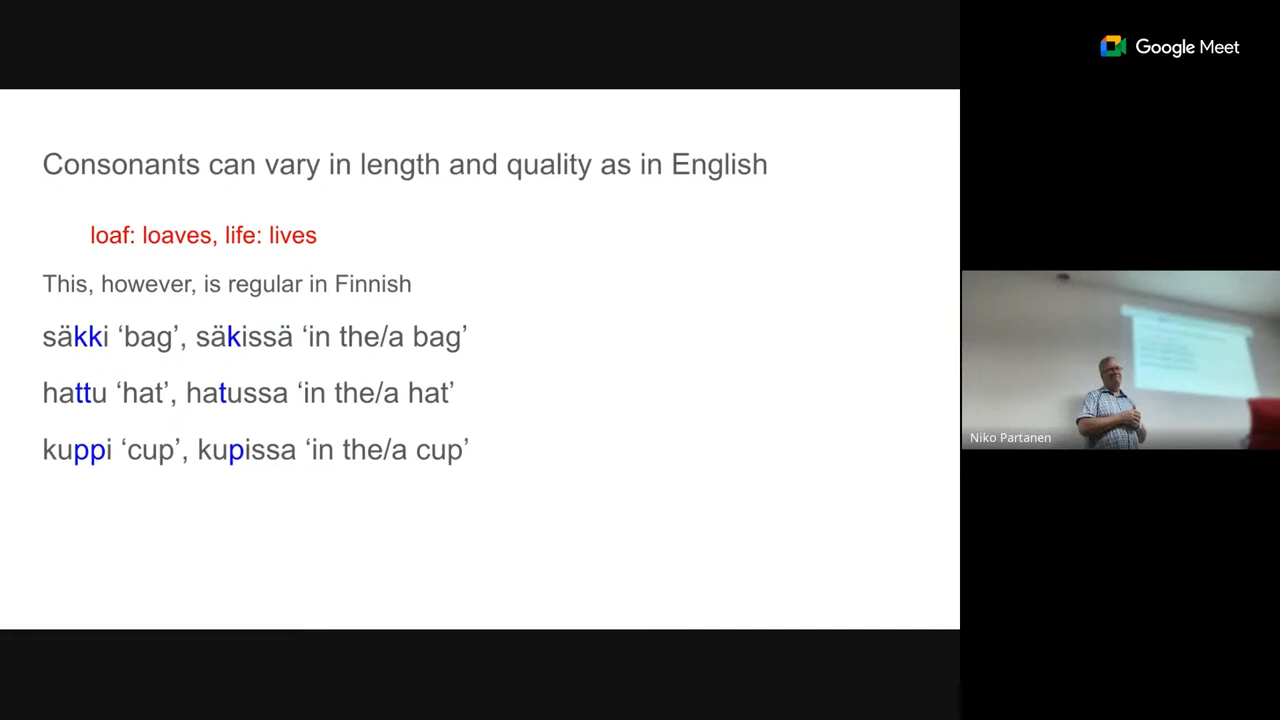 Google Meet
Consonants can vary in length and quality as in English
loaf: loaves, life: lives
This, however, is regular in Finnish
säkki ‘bag’, säkissä ‘in the/a bag’
hattu ‘hat’, hatussa ‘in the/a hat’
kuppi ‘cup’, kupissa ‘in the/a cup’
Niko Partanen